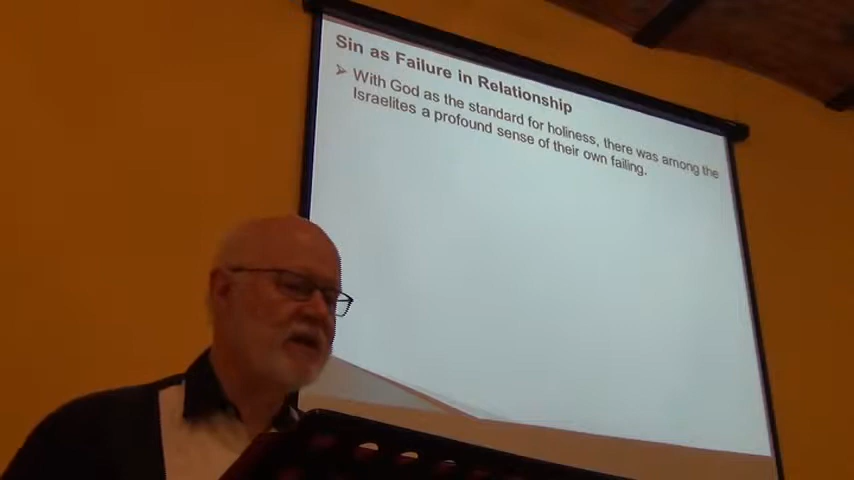 Sin as Failure in Relationship
➢ With God as the standard for holiness, there was among the
Israelites a profound sense of their own failing.